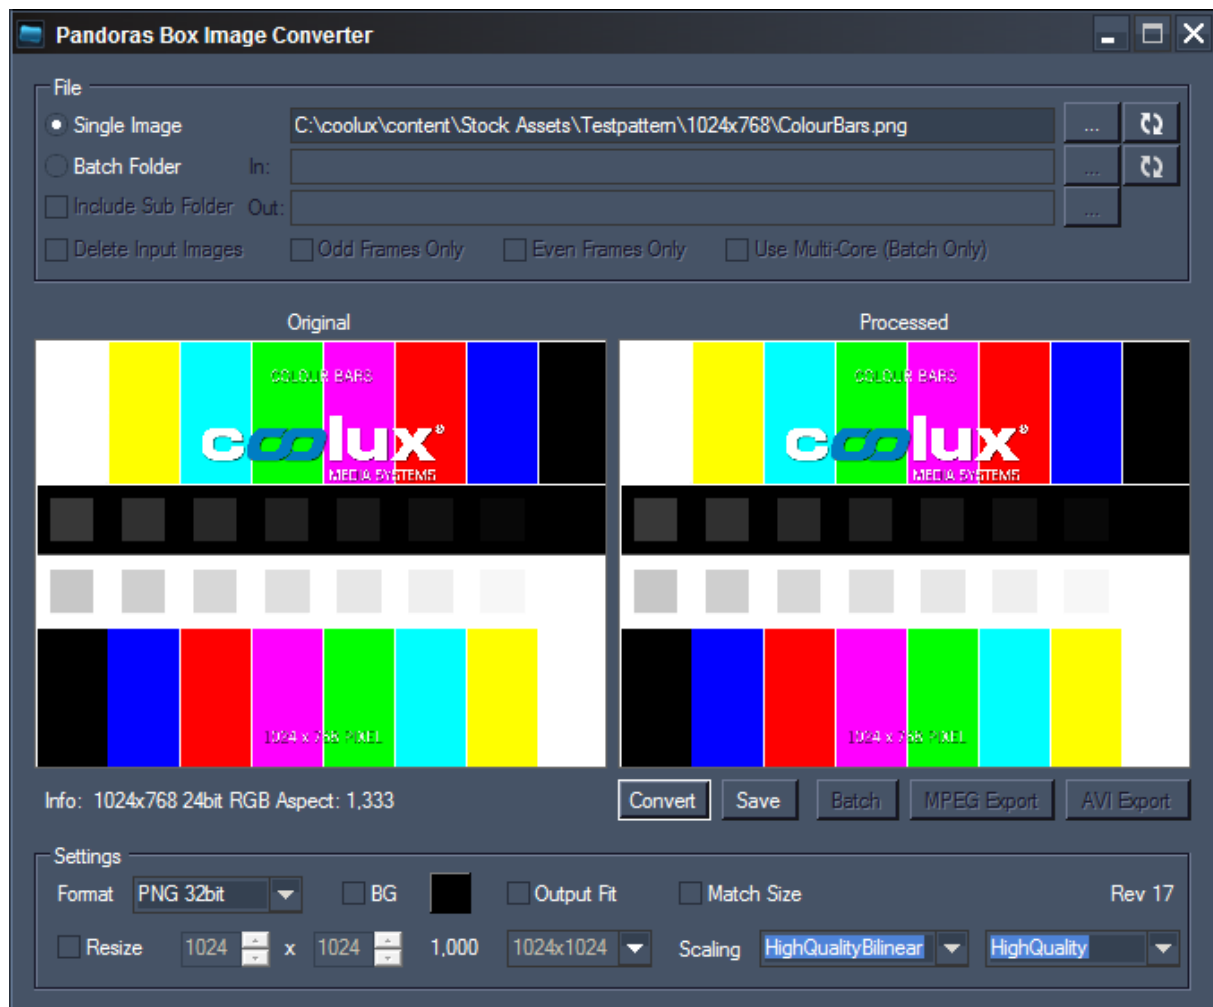 Pandoras Box Image Converter
File
Single Image C:\coolux\content\Stock Assets\Testpattern\1024x768\ColourBars.png ...
Batch Folder In: ...
Include Sub Folder Out: ...
Delete Input Images Odd Frames Only Even Frames Only Use Multi-Core (Batch Only)
Original Processed
COLOUR BARS COLOUR BARS
coolux® coolux®
MEDIA SYSTEMS MEDIA SYSTEMS
1024 x 768 PIXEL 1024 x 768 PIXEL
Info: 1024x768 24bit RGB Aspect: 1,333 Convert Save Batch MPEG Export AVI Export
Settings
Format PNG 32bit BG Output Fit Match Size Rev 17
Resize 1024 x 1024 1,000 1024x1024 Scaling HighQualityBilinear HighQuality